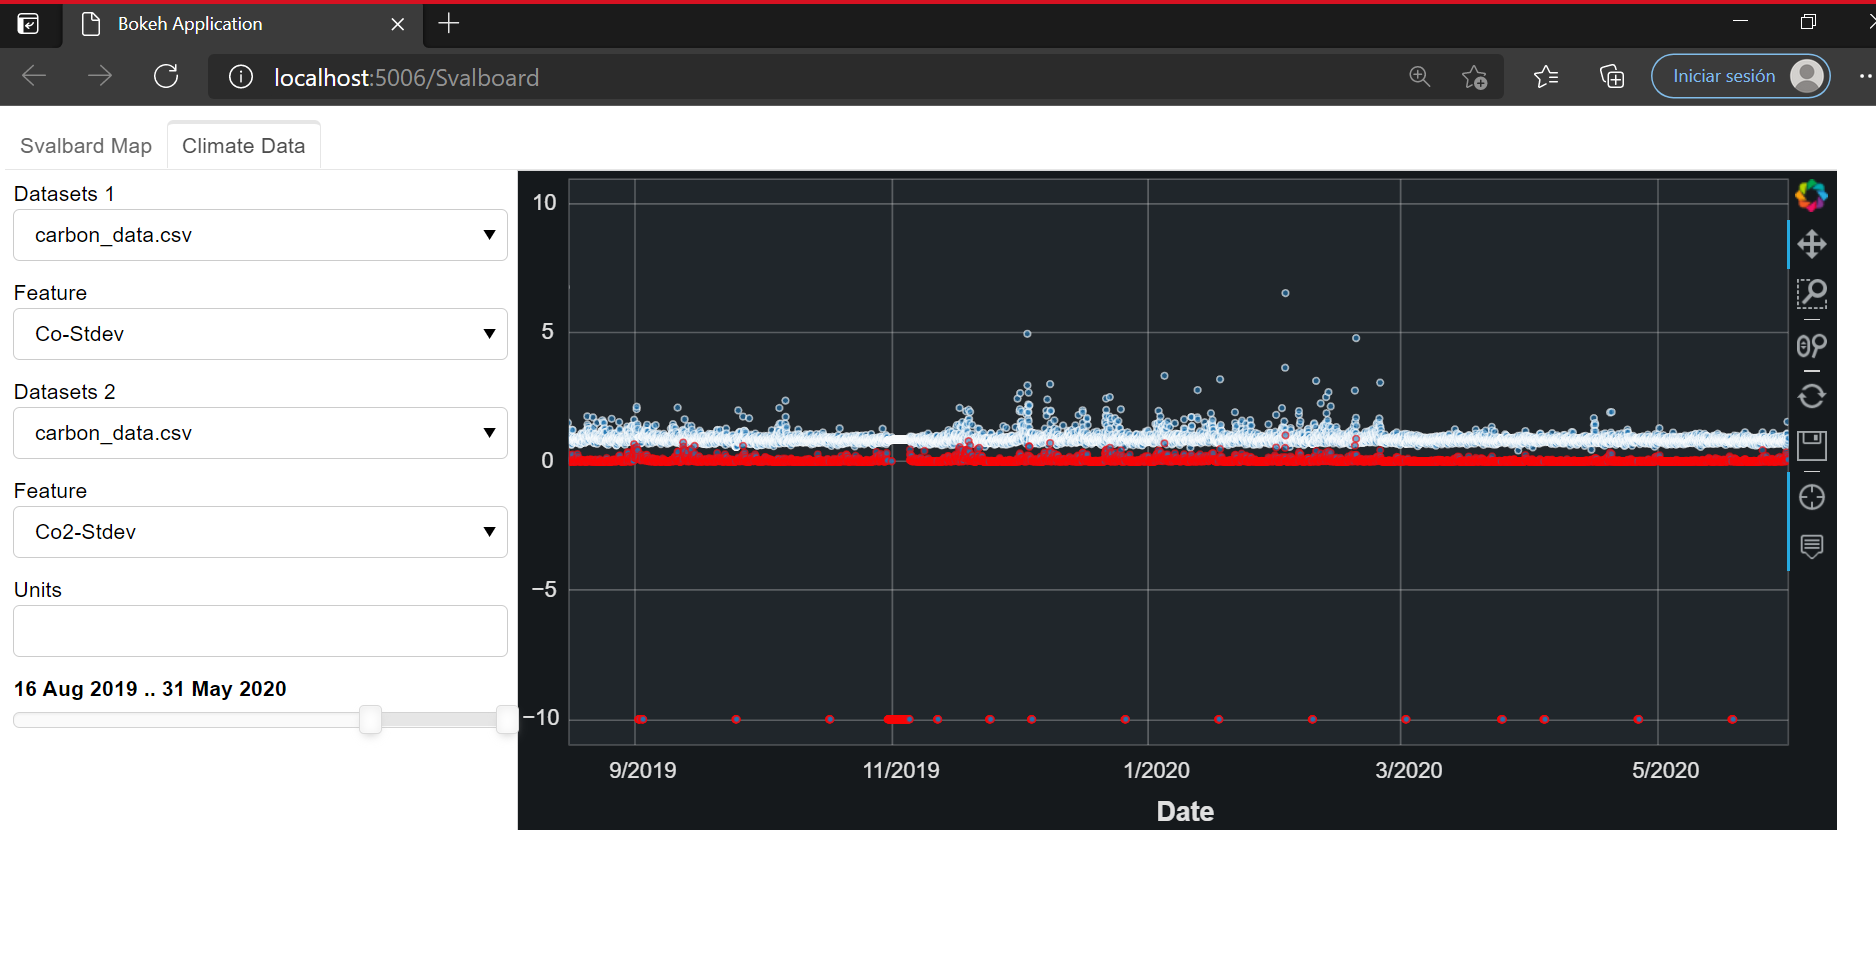 Bokeh Application
localhost:5006/Svalboard
Iniciar sesión
Svalbard Map
Climate Data
Datasets 1
carbon_data.csv
Feature
Co-Stdev
Datasets 2
carbon_data.csv
Feature
Co2-Stdev
Units
16 Aug 2019 .. 31 May 2020
10
5
0
−5
−10
9/2019
11/2019
1/2020
3/2020
5/2020
Date